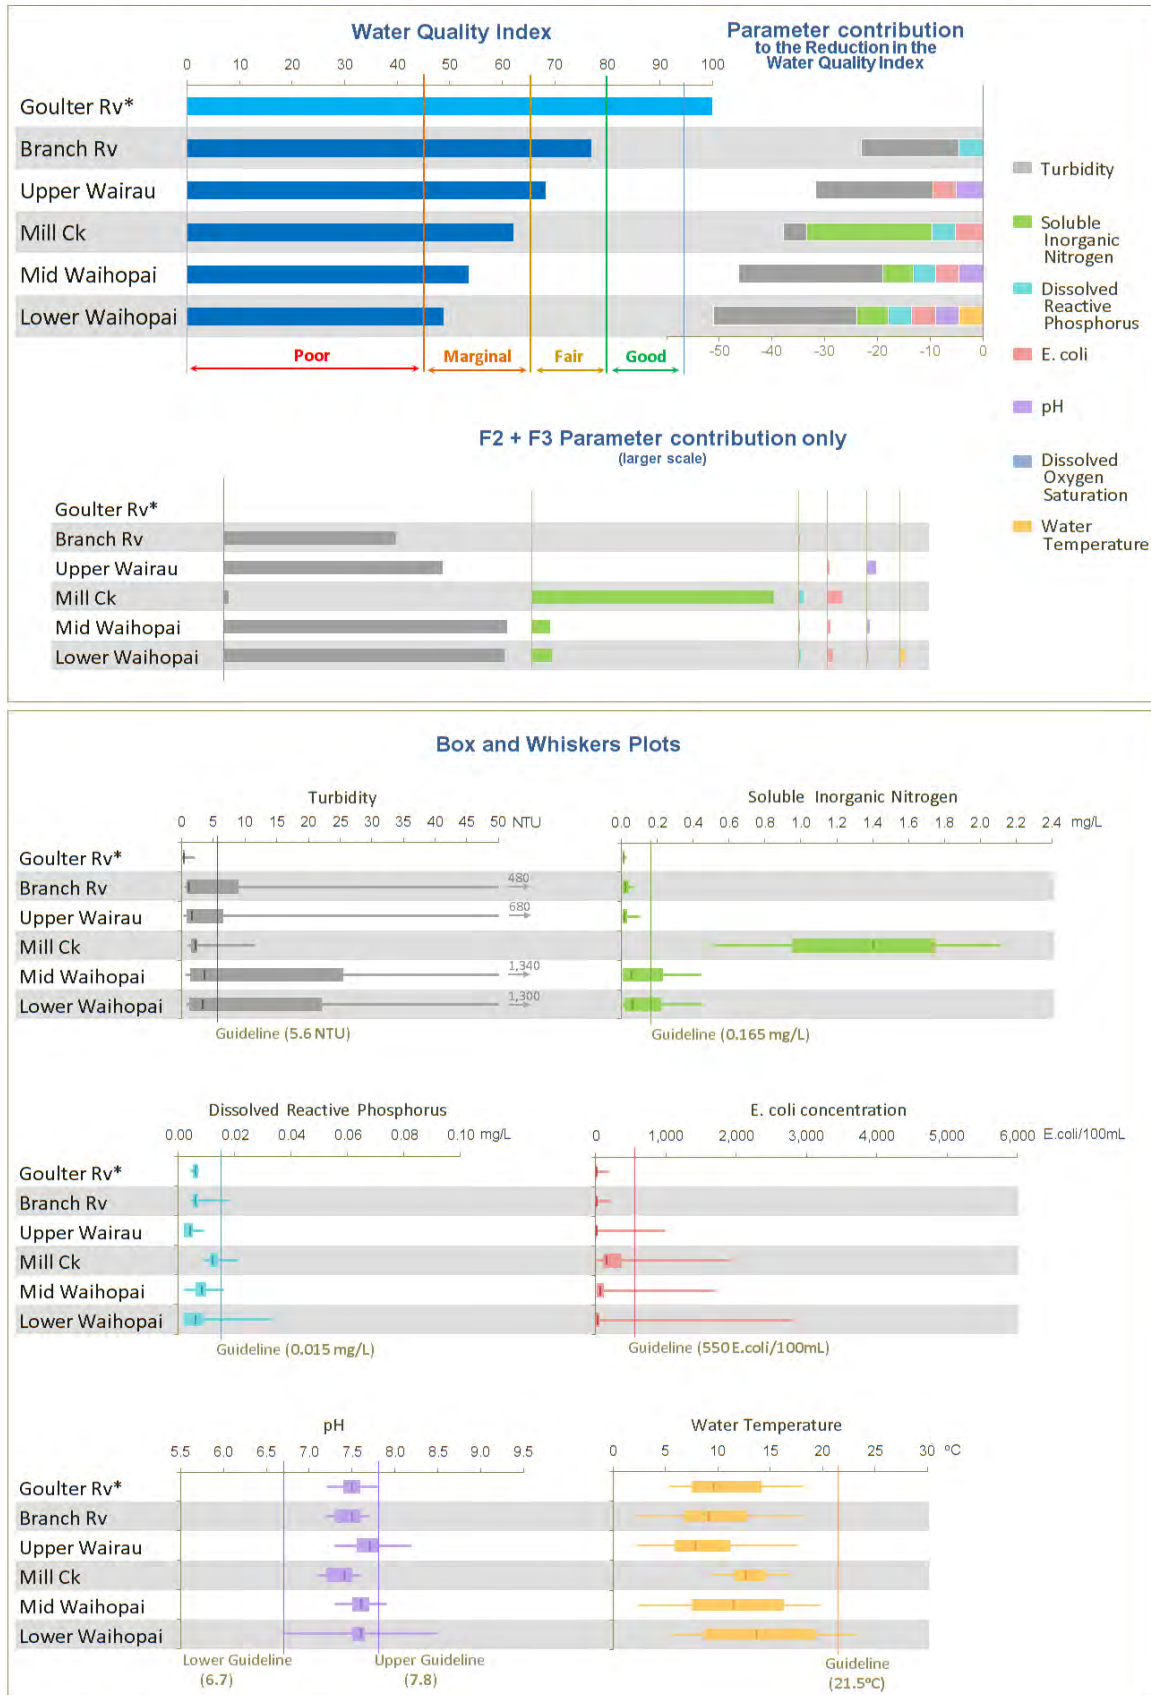 Water Quality Index
Parameter contribution
to the Reduction in the
Water Quality Index
0 10 20 30 40 50 60 70 80 90 100
Goulter Rv*
Branch Rv
Upper Wairau
Mill Ck
Mid Waihopai
Lower Waihopai
Poor
Marginal
Fair
Good
-50 -40 -30 -20 -10 0
Turbidity
Soluble
Inorganic
Nitrogen
Dissolved
Reactive
Phosphorus
E. coli
pH
Dissolved
Oxygen
Saturation
Water
Temperature
F2 + F3 Parameter contribution only
(larger scale)
Goulter Rv*
Branch Rv
Upper Wairau
Mill Ck
Mid Waihopai
Lower Waihopai
Box and Whiskers Plots
Turbidity
0 5 10 15 20 25 30 35 40 45 50 NTU
Goulter Rv*
Branch Rv
Upper Wairau
Mill Ck
Mid Waihopai
Lower Waihopai
480
680
1,340
1,300
Guideline (5.6 NTU)
Soluble Inorganic Nitrogen
0.0 0.2 0.4 0.6 0.8 1.0 1.2 1.4 1.6 1.8 2.0 2.2 2.4 mg/L
Guideline (0.165 mg/L)
Dissolved Reactive Phosphorus
0.00 0.02 0.04 0.06 0.08 0.10 mg/L
Goulter Rv*
Branch Rv
Upper Wairau
Mill Ck
Mid Waihopai
Lower Waihopai
Guideline (0.015 mg/L)
E. coli concentration
0 1,000 2,000 3,000 4,000 5,000 6,000 E.coli/100mL
Guideline (550 E.coli/100mL)
pH
5.5 6.0 6.5 7.0 7.5 8.0 8.5 9.0 9.5
Goulter Rv*
Branch Rv
Upper Wairau
Mill Ck
Mid Waihopai
Lower Waihopai
Lower Guideline
(6.7)
Upper Guideline
(7.8)
Water Temperature
0 5 10 15 20 25 30 ºC
Guideline
(21.5ºC)